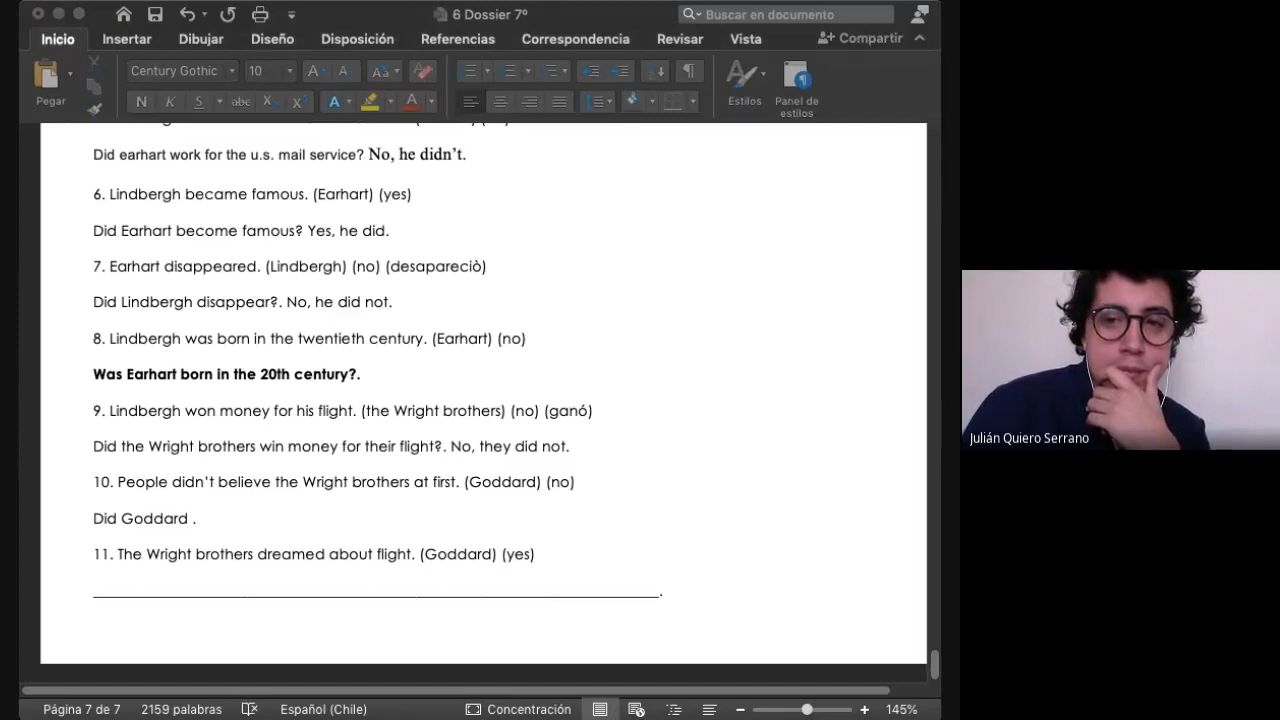 6 Dossier 7º
Buscar en documento
Inicio Insertar Dibujar Diseño Disposición Referencias Correspondencia Revisar Vista Compartir
Century Gothic 10
N K S abc X₂ X² A A
Pegar Estilos Panel de estilos
Did earhart work for the u.s. mail service? No, he didn't.
6. Lindbergh became famous. (Earhart) (yes)
Did Earhart become famous? Yes, he did.
7. Earhart disappeared. (Lindbergh) (no) (desapareciò)
Did Lindbergh disappear?. No, he did not.
8. Lindbergh was born in the twentieth century. (Earhart) (no)
Was Earhart born in the 20th century?.
9. Lindbergh won money for his flight. (the Wright brothers) (no) (ganó)
Did the Wright brothers win money for their flight?. No, they did not.
10. People didn't believe the Wright brothers at first. (Goddard) (no)
Did Goddard .
11. The Wright brothers dreamed about flight. (Goddard) (yes)
.
Julián Quiero Serrano
Página 7 de 7 2159 palabras Español (Chile) Concentración 145%